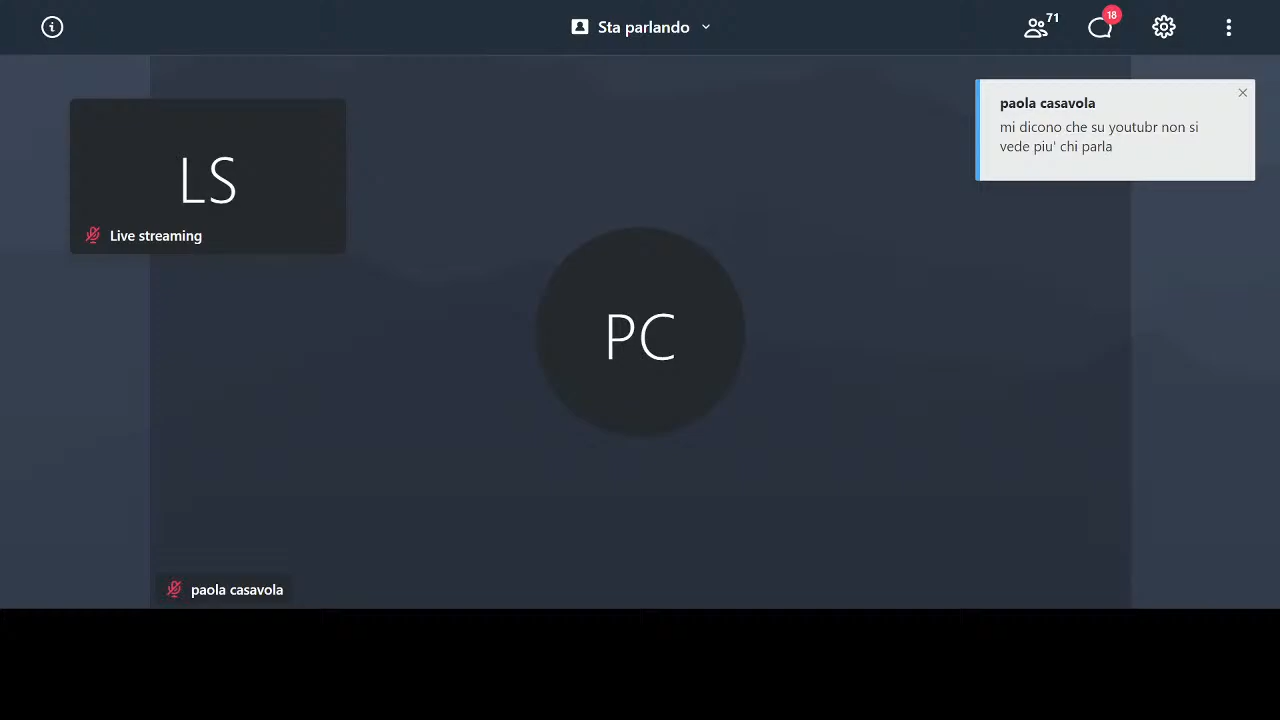 Sta parlando
71
18
paola casavola
mi dicono che su youtubr non si
vede piu' chi parla
LS
Live streaming
PC
paola casavola